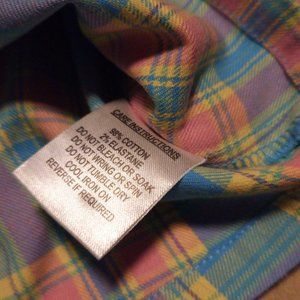 CARE INSTRUCTIONS
98% COTTON
2% ELASTANE
DO NOT BLEACH OR SOAK
DO NOT WRING OR SPIN
DO NOT TUMBLE DRY
COOL IRON ON
REVERSE IF REQUIRED